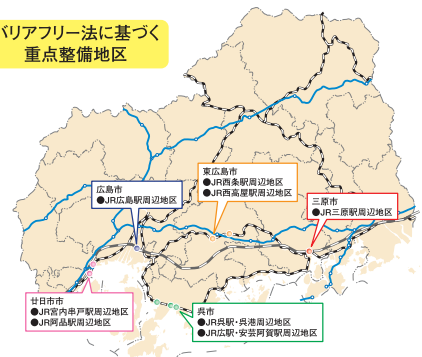 バリアフリー法に基づく
重点整備地区
広島市
●JR広島駅周辺地区
東広島市
●JR西条駅周辺地区
●JR西高屋駅周辺地区
三原市
●JR三原駅周辺地区
廿日市市
●JR宮内串戸駅周辺地区
●JR阿品駅周辺地区
呉市
●JR呉駅・呉港周辺地区
●JR広駅・安芸阿賀駅周辺地区